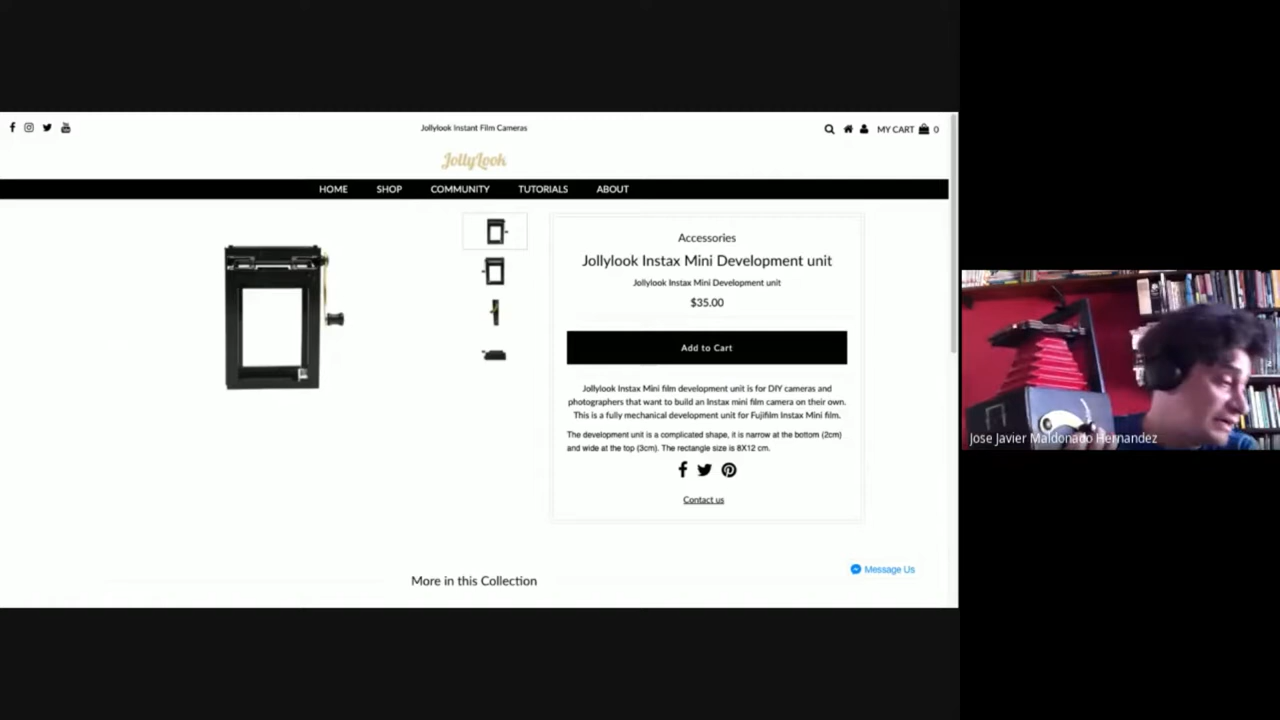 Jollylook Instant Film Cameras
MY CART 0
JollyLook
HOME SHOP COMMUNITY TUTORIALS ABOUT
Accessories
Jollylook Instax Mini Development unit
Jollylook Instax Mini Development unit
$35.00
Add to Cart
Jollylook Instax Mini film development unit is for DIY cameras and
photographers that want to build an Instax mini film camera on their own.
This is a fully mechanical development unit for Fujifilm Instax Mini film.
The development unit is a complicated shape, it is narrow at the bottom (2cm)
and wide at the top (3cm). The rectangle size is 8X12 cm.
Contact us
Message Us
More in this Collection
Jose Javier Maldonado Hernandez